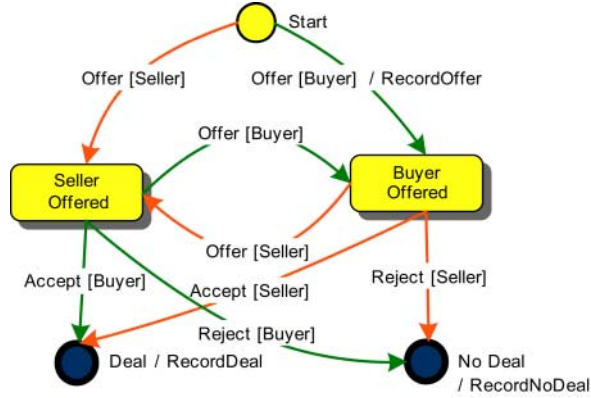 Start
Offer [Seller]
Offer [Buyer] / RecordOffer
Offer [Buyer]
Seller
Offered
Buyer
Offered
Offer [Seller]
Accept [Buyer]
Accept [Seller]
Reject [Seller]
Reject [Buyer]
Deal / RecordDeal
No Deal
/ RecordNoDeal